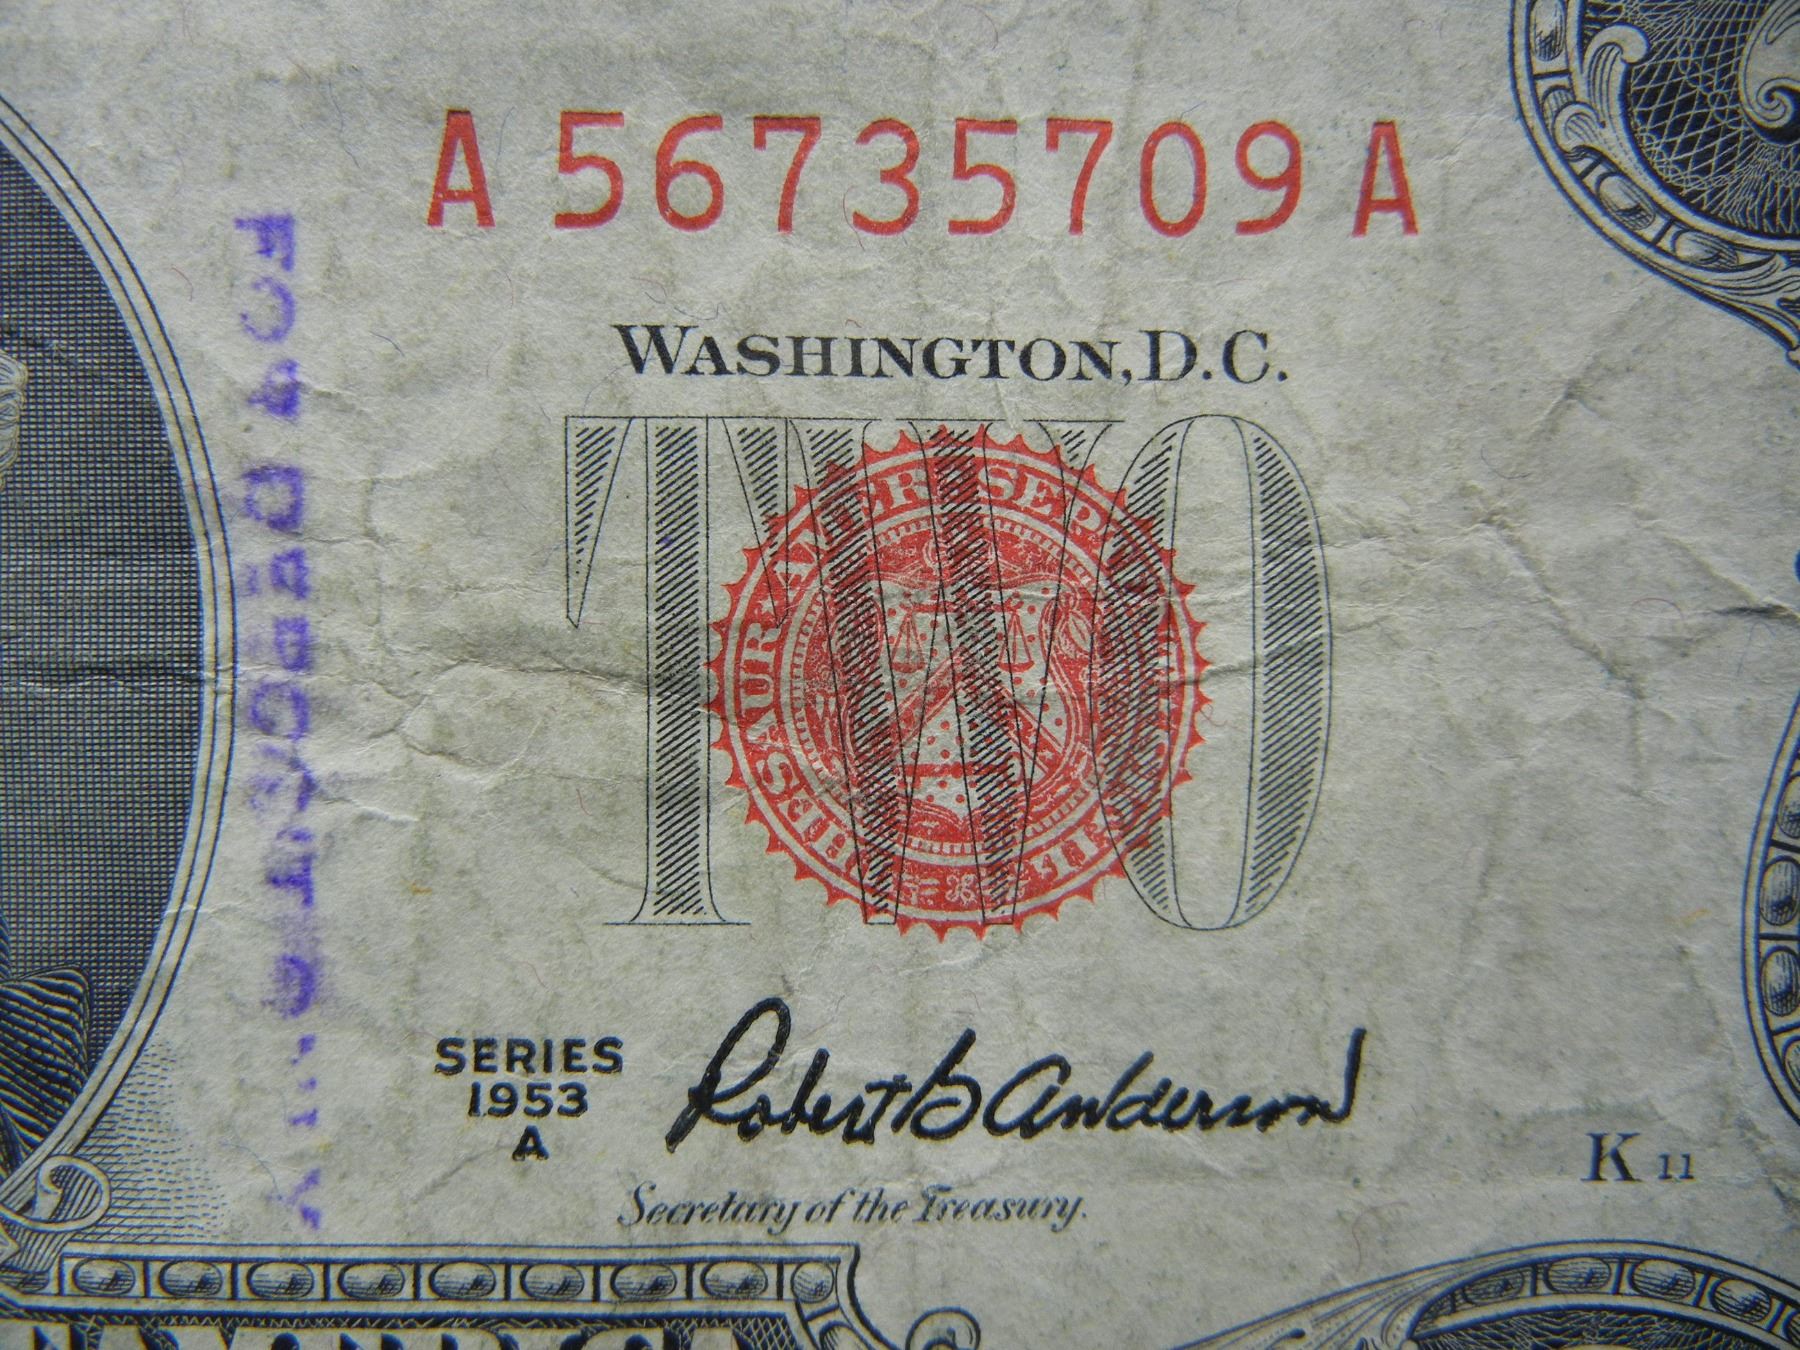 A 56735709 A
WASHINGTON, D.C.
TWO
SERIES
1953
A
Robert B Anderson
K 11
Secretary of the Treasury.